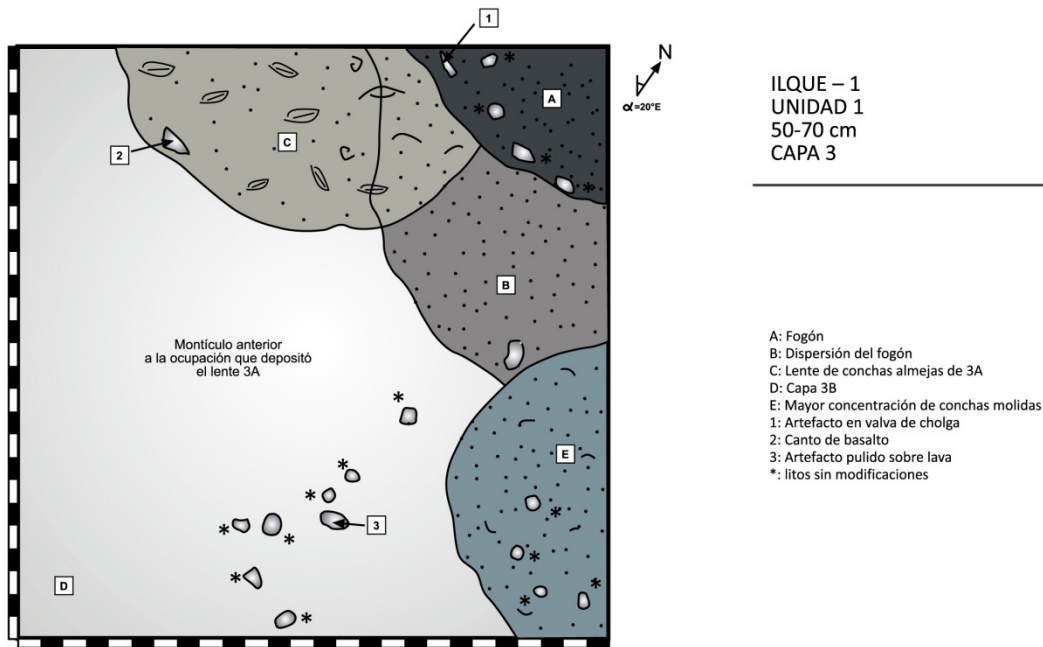 1
N
α=20°E
A
2
C
B
Montículo anterior
a la ocupación que depositó
el lente 3A
*
*
*
*
*
E
*
*
*
3
*
*
*
*
*
*
D
*
*
ILQUE – 1
UNIDAD 1
50-70 cm
CAPA 3
A: Fogón
B: Dispersión del fogón
C: Lente de conchas almejas de 3A
D: Capa 3B
E: Mayor concentración de conchas molidas
1: Artefacto en valva de cholga
2: Canto de basalto
3: Artefacto pulido sobre lava
*: litos sin modificaciones